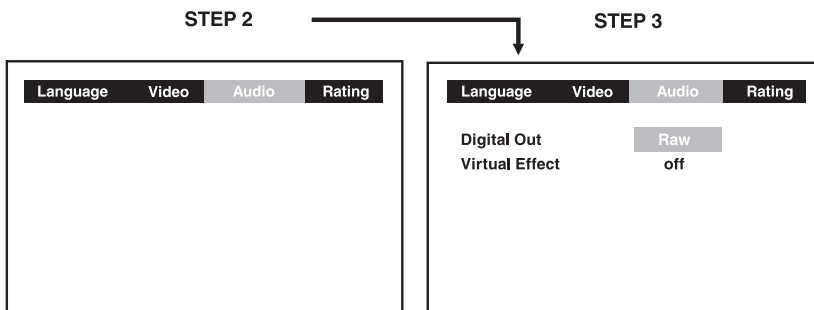 STEP 2
STEP 3
Language Video Audio Rating
Language Video Audio Rating
Digital Out Raw
Virtual Effect off